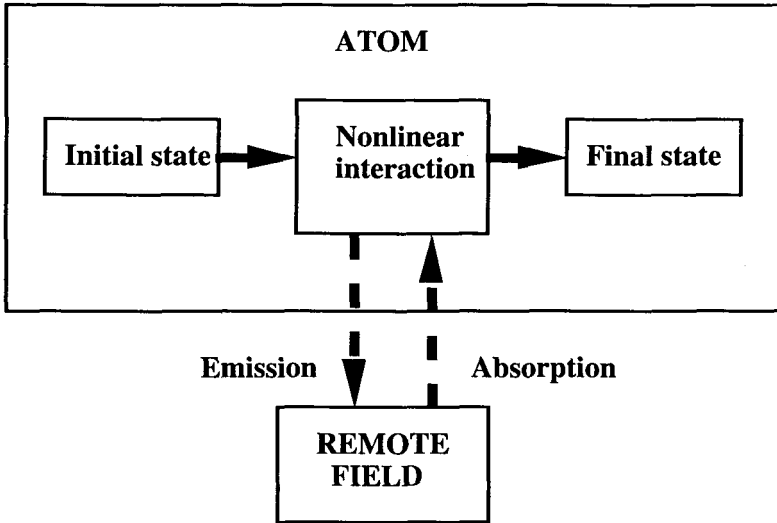 ATOM
Initial state
Nonlinear
interaction
Final state
Emission
Absorption
REMOTE
FIELD